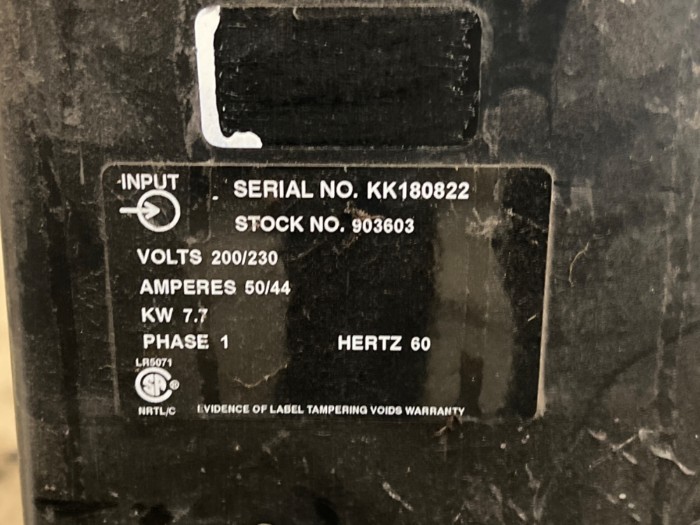 INPUT
SERIAL NO. KK180822
STOCK NO. 903603
VOLTS 200/230
AMPERES 50/44
KW 7.7
PHASE 1 HERTZ 60
LR5071
SA ®
NRTL/C EVIDENCE OF LABEL TAMPERING VOIDS WARRANTY